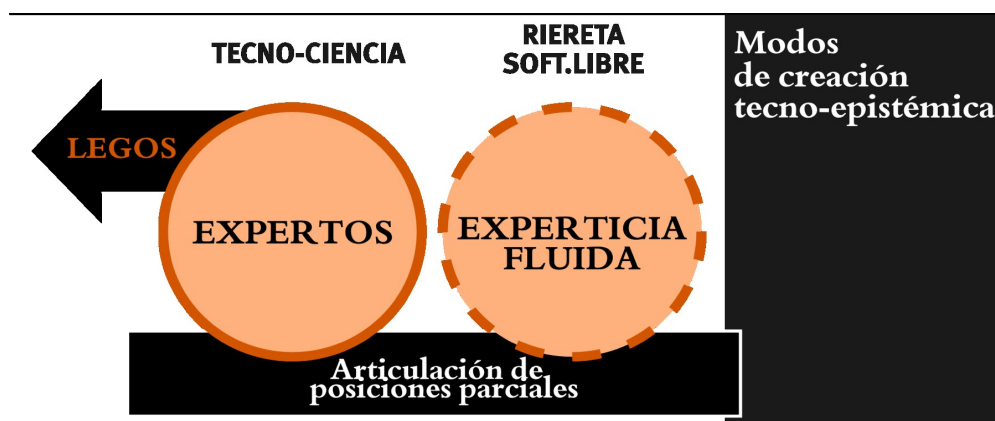 TECNO-CIENCIA
RIERETA
SOFT.LIBRE
Modos
de creación
tecno-epistémica
LEGOS
EXPERTOS
EXPERTICIA
FLUIDA
Articulación de
posiciones parciales